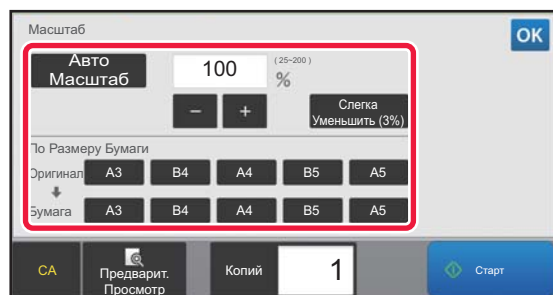 Масштаб
OK
Авто
Масштаб
100
(25~200)
%
−
+
Слегка
Уменьшить (3%)
По Размеру Бумаги
Оригинал
A3 B4 A4 B5 A5
Бумага
A3 B4 A4 B5 A5
CA
Предварит.
Просмотр
Копий
1
Старт